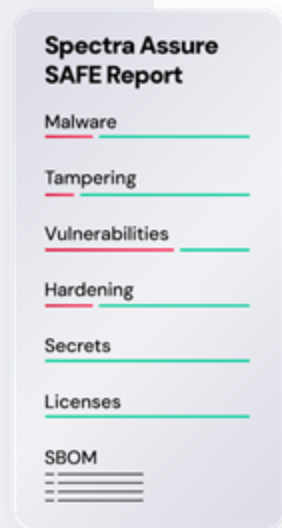 Spectra Assure
SAFE Report
Malware
Tampering
Vulnerabilities
Hardening
Secrets
Licenses
SBOM